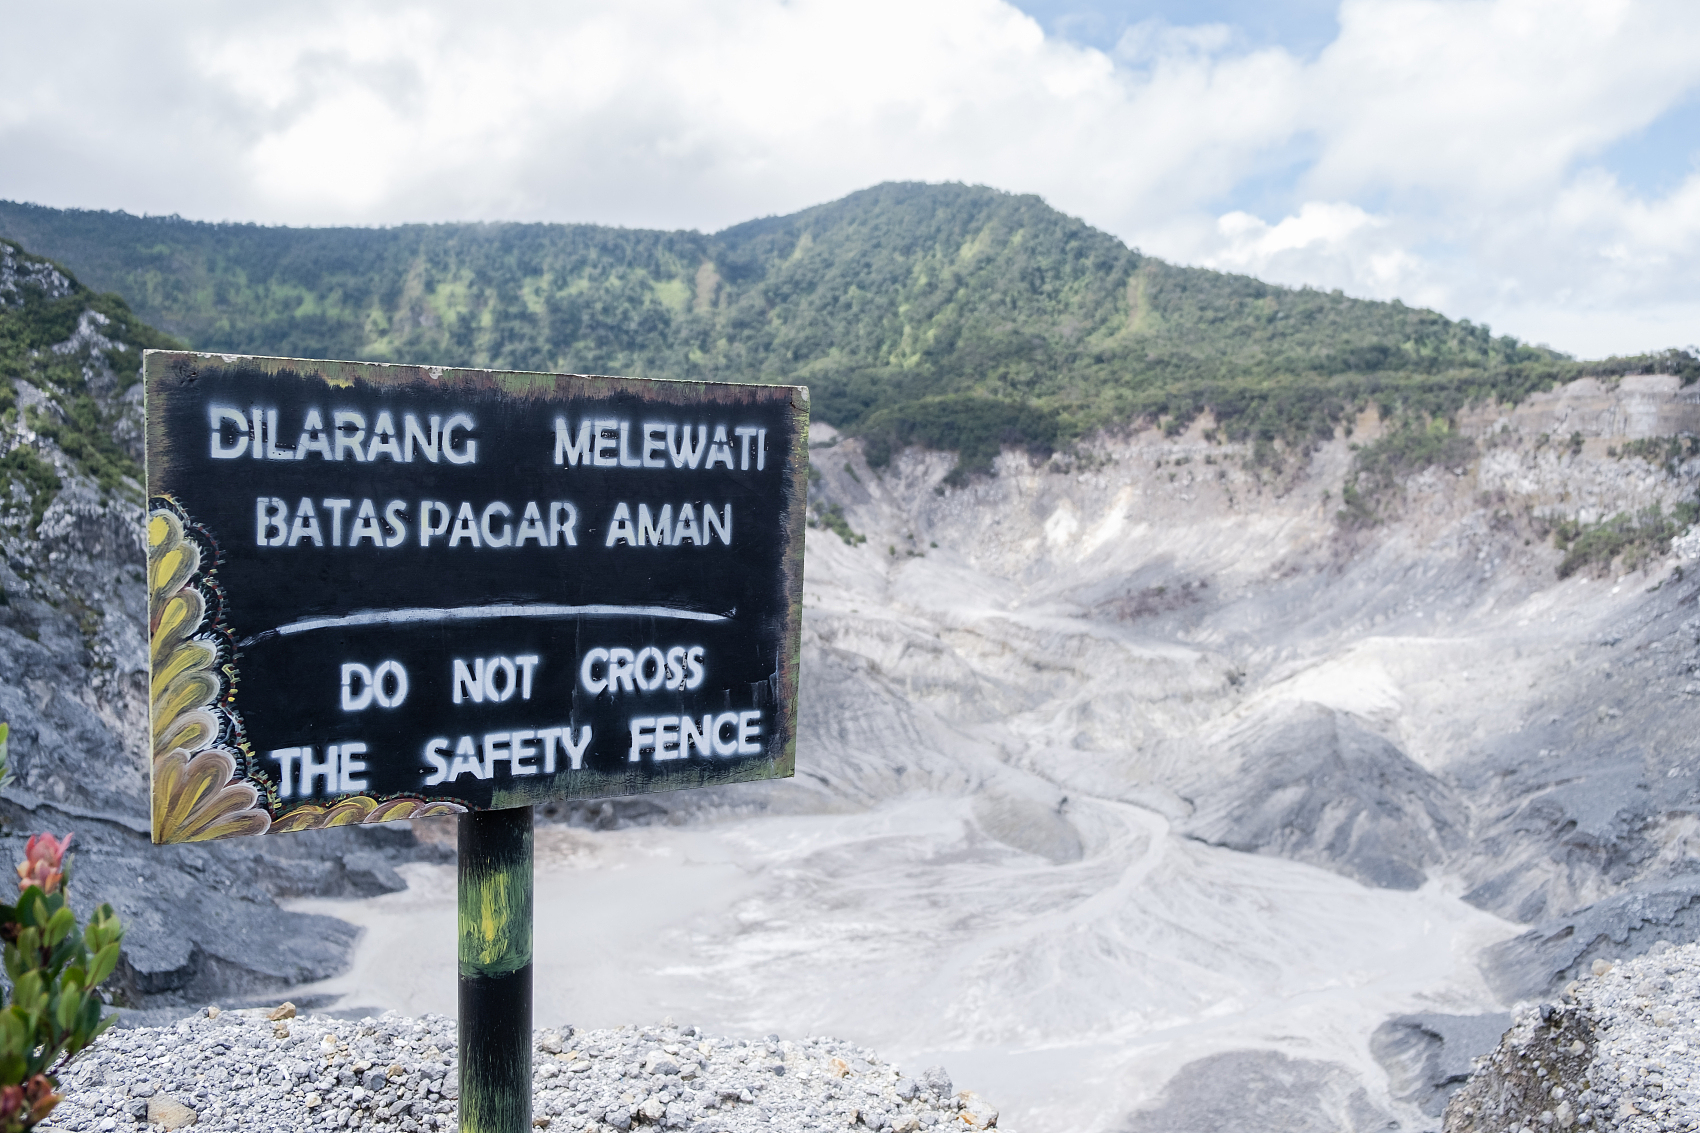 DILARANG MELEWATI
BATAS PAGAR AMAN
DO NOT CROSS
THE SAFETY FENCE